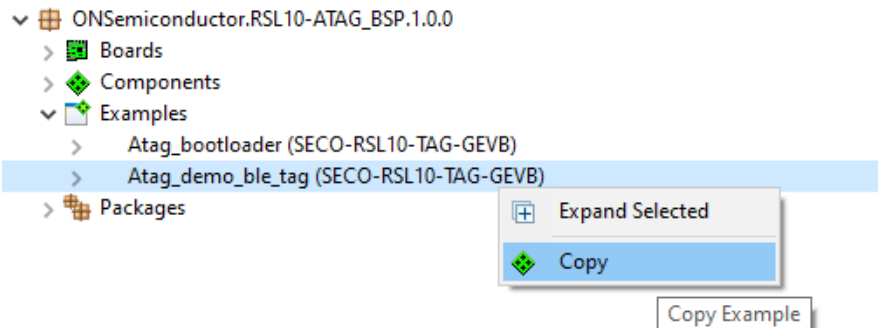 ONSemiconductor.RSL10-ATAG_BSP.1.0.0
Boards
Components
Examples
Atag_bootloader (SECO-RSL10-TAG-GEVB)
Atag_demo_ble_tag (SECO-RSL10-TAG-GEVB)
Packages
Expand Selected
Copy
Copy Example